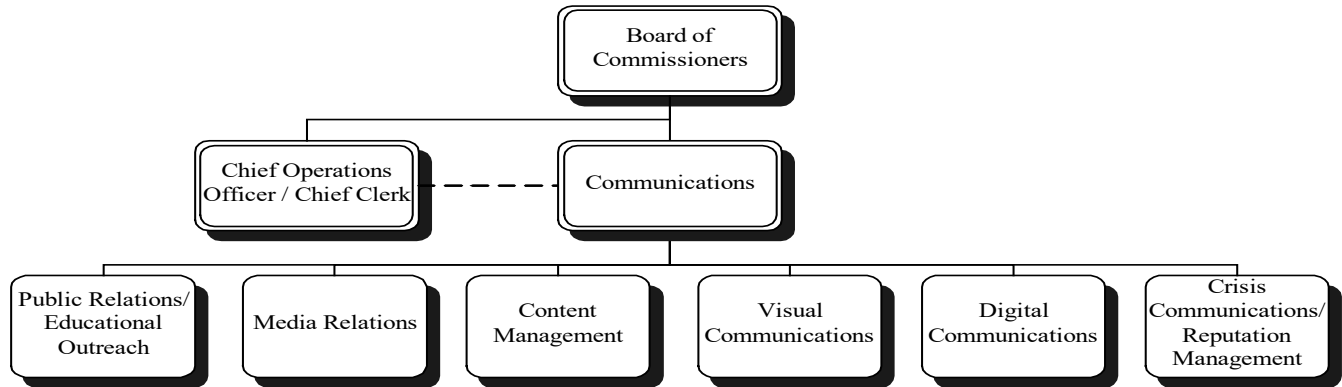 Board of
Commissioners
Chief Operations
Officer / Chief Clerk
Communications
Public Relations/
Educational
Outreach
Media Relations
Content
Management
Visual
Communications
Digital
Communications
Crisis
Communications/
Reputation
Management